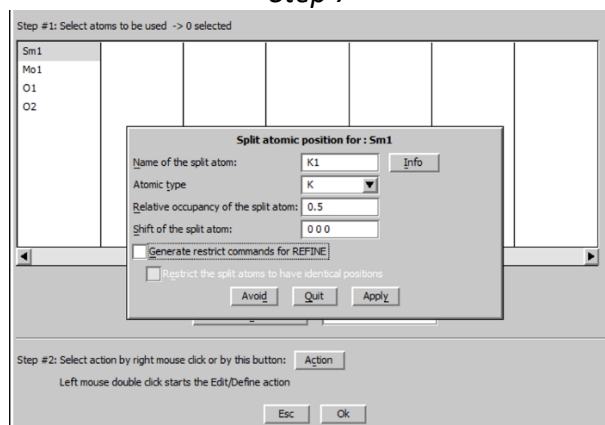 Step #1: Select atoms to be used -> 0 selected
Sm1
Mo1
O1
O2
Split atomic position for : Sm1
Name of the split atom: K1 Info
Atomic type K
Relative occupancy of the split atom: 0.5
Shift of the split atom: 0 0 0
Generate restrict commands for REFINE
Restrict the split atoms to have identical positions
Avoid Quit Apply
Step #2: Select action by right mouse click or by this button: Action
Left mouse double click starts the Edit/Define action
Esc Ok